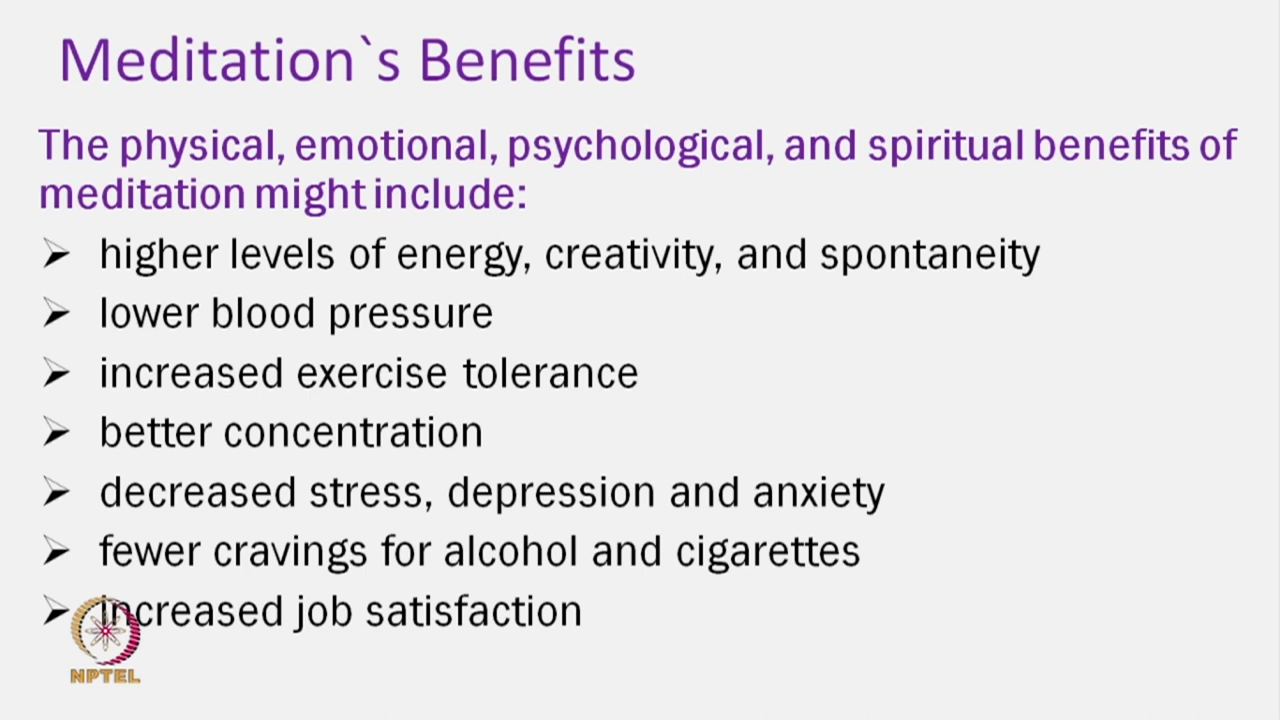 Meditation`s Benefits
The physical, emotional, psychological, and spiritual benefits of
meditation might include:
➢ higher levels of energy, creativity, and spontaneity
➢ lower blood pressure
➢ increased exercise tolerance
➢ better concentration
➢ decreased stress, depression and anxiety
➢ fewer cravings for alcohol and cigarettes
➢ increased job satisfaction
NPTEL